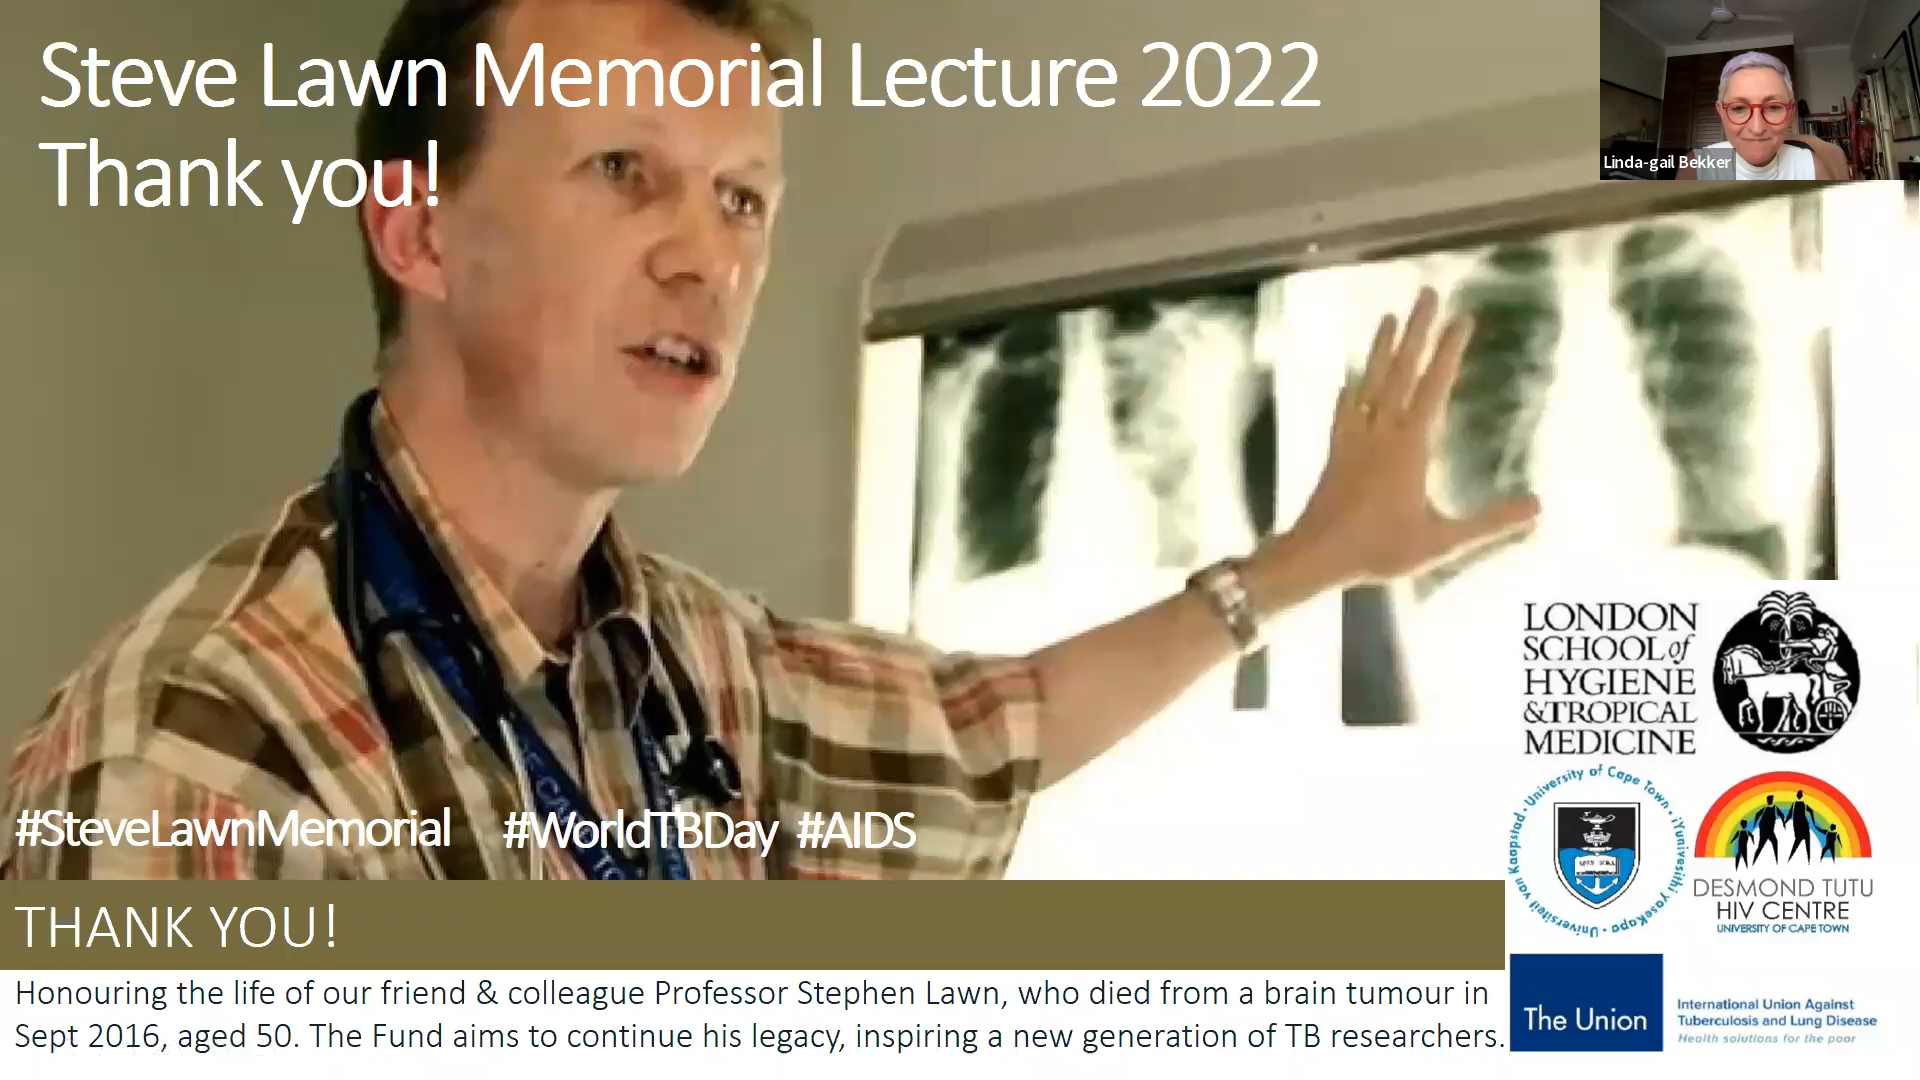 Steve Lawn Memorial Lecture 2022
Thank you!
Linda-gail Bekker
LONDON
SCHOOL of
HYGIENE
&TROPICAL
MEDICINE
University of Cape Town · iYunivesithi yaseKapa · Universiteit van Kaapstad ·
DESMOND TUTU
HIV CENTRE
UNIVERSITY OF CAPE TOWN
#SteveLawnMemorial #WorldTBDay #AIDS
THANK YOU!
Honouring the life of our friend & colleague Professor Stephen Lawn, who died from a brain tumour in
Sept 2016, aged 50. The Fund aims to continue his legacy, inspiring a new generation of TB researchers.
The Union
International Union Against
Tuberculosis and Lung Disease
Health solutions for the poor